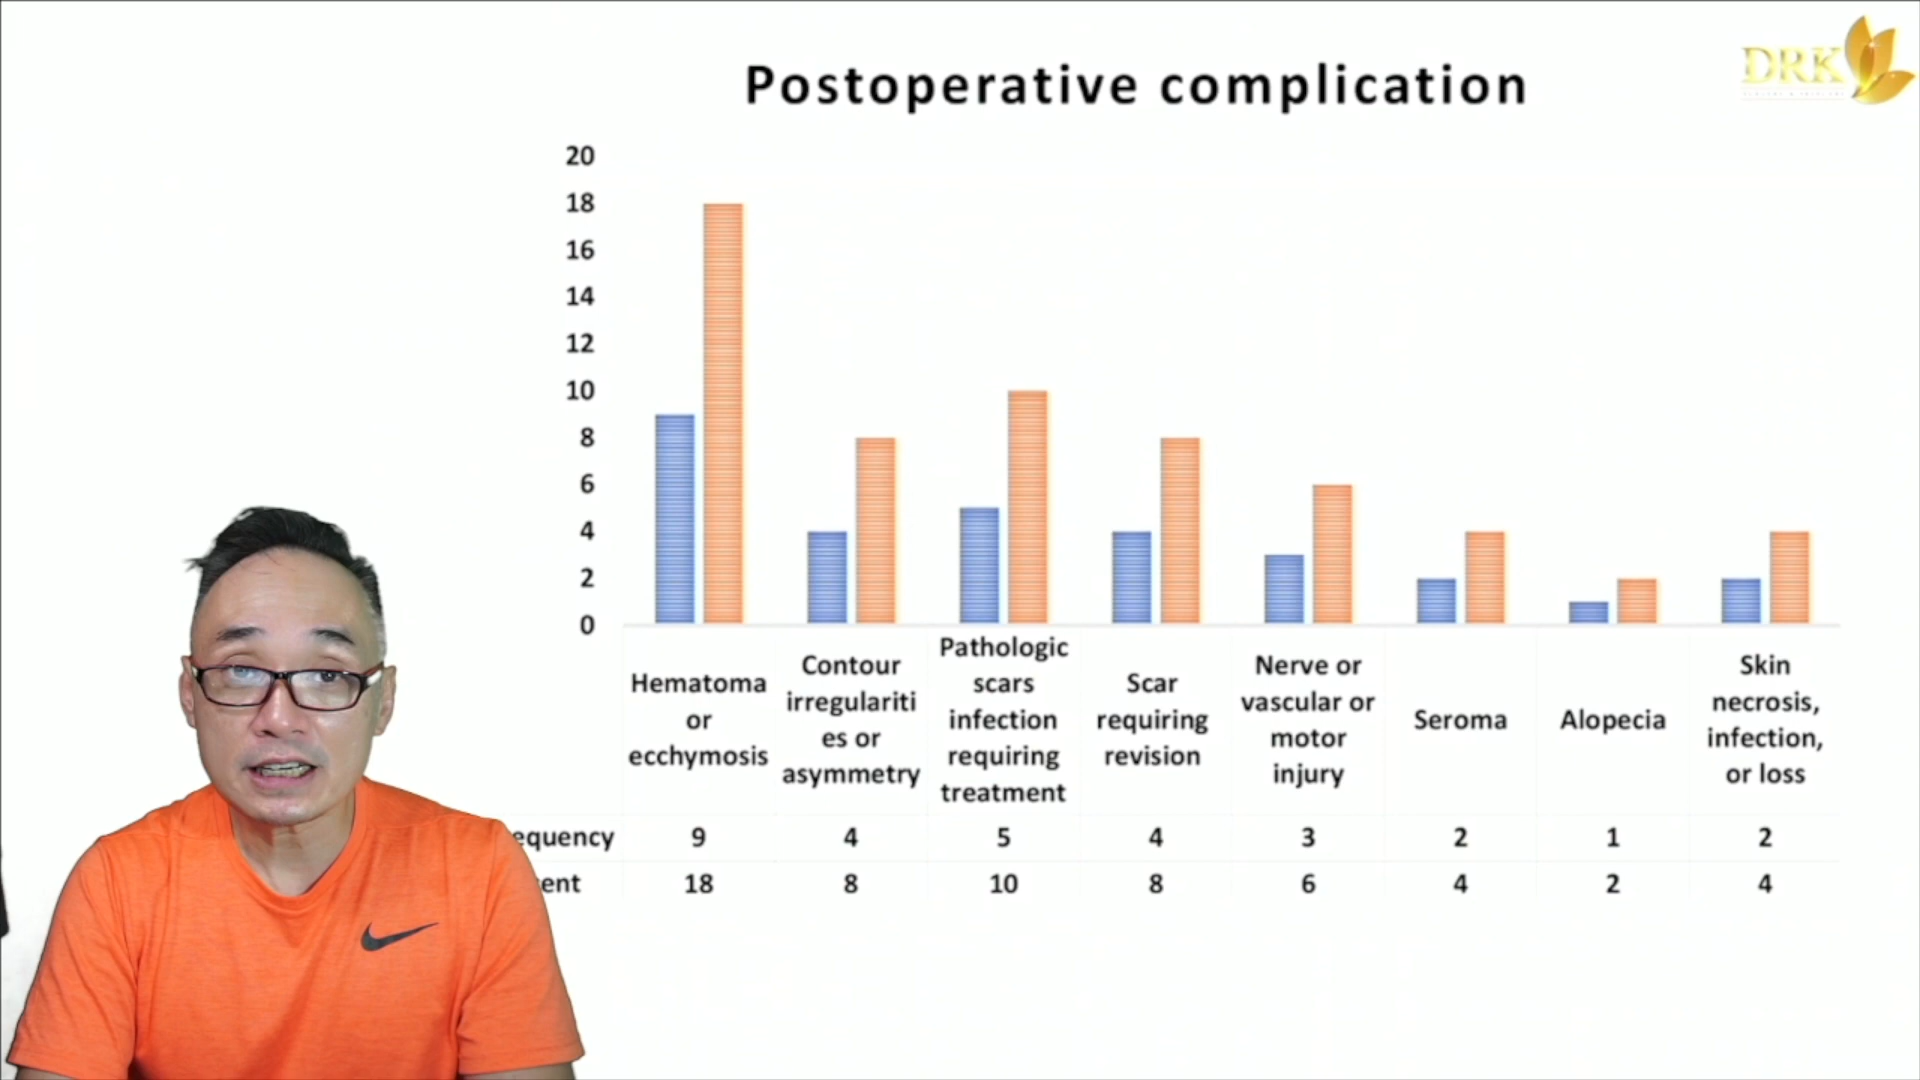 DRK
Postoperative complication
20
18
16
14
12
10
8
6
4
2
0
Hematoma
or
ecchymosis
Contour
irregulariti
es or
asymmetry
Pathologic
scars
infection
requiring
treatment
Scar
requiring
revision
Nerve or
vascular or
motor
injury
Seroma
Alopecia
Skin
necrosis,
infection,
or loss
equency 9 4 5 4 3 2 1 2
ent 18 8 10 8 6 4 2 4